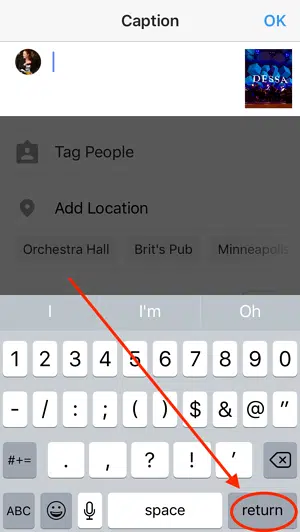 Caption OK
DESSA
Tag People
Add Location
Orchestra Hall Brit's Pub Minneapolis
I I'm Oh
1 2 3 4 5 6 7 8 9 0
- / : ; ( ) $ & @ "
#+= . , ? ! '
ABC space return